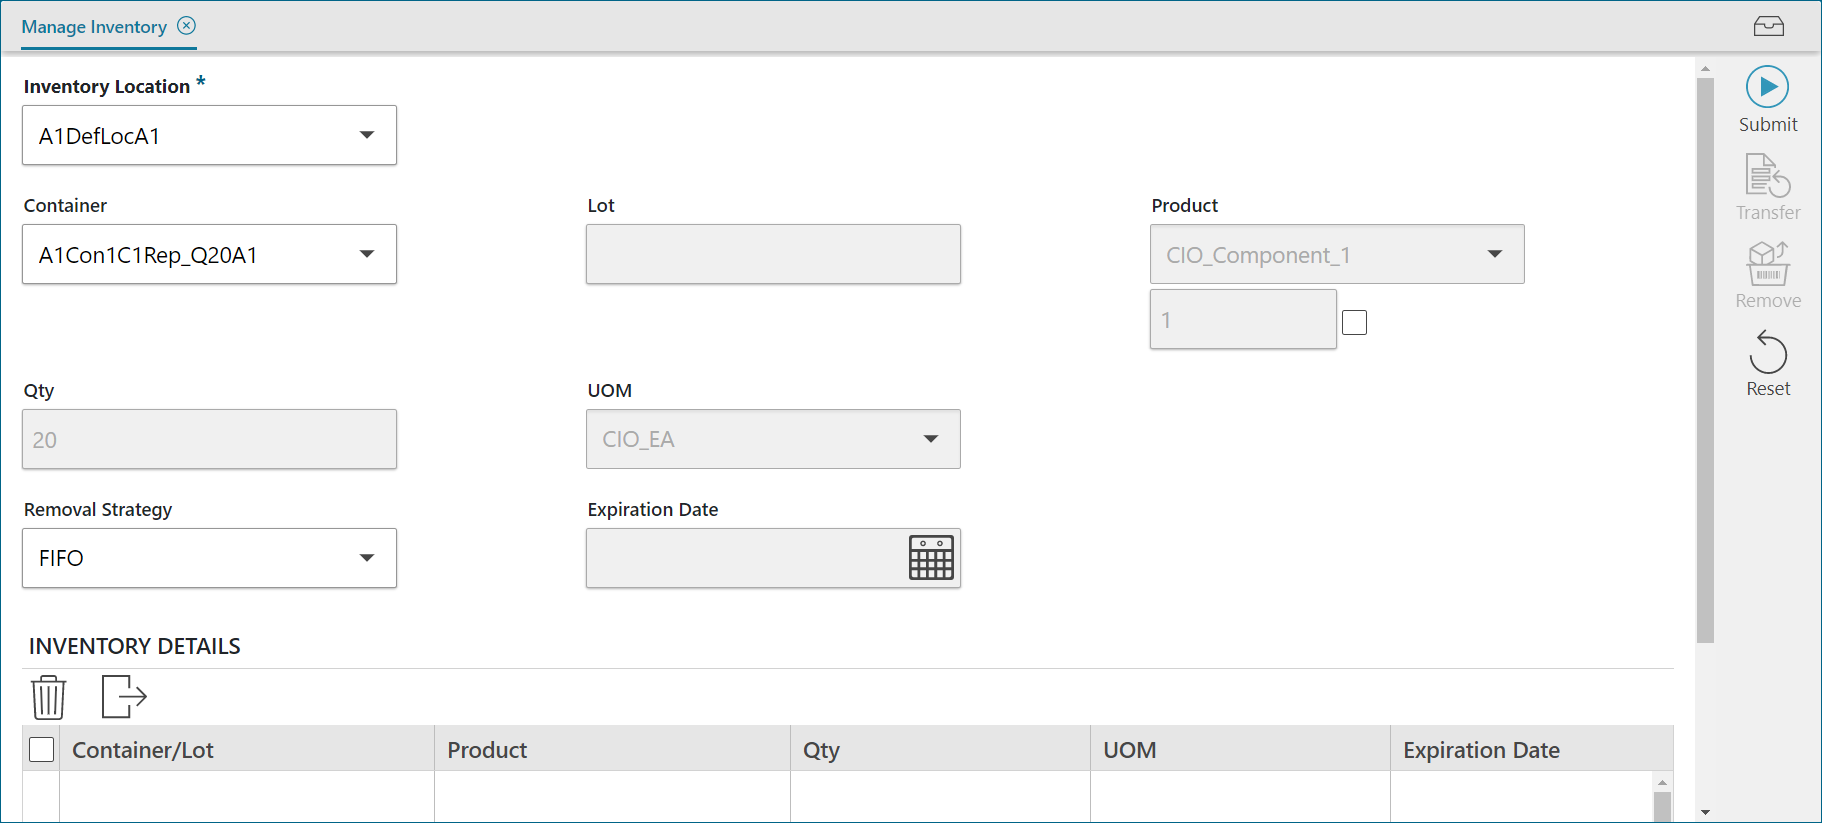 Manage Inventory
Inventory Location *
A1DefLocA1
Container
Lot
Product
A1Con1C1Rep_Q20A1
CIO_Component_1
1
Qty
UOM
20
CIO_EA
Removal Strategy
Expiration Date
FIFO
INVENTORY DETAILS
Container/Lot
Product
Qty
UOM
Expiration Date
Submit
Transfer
Remove
Reset